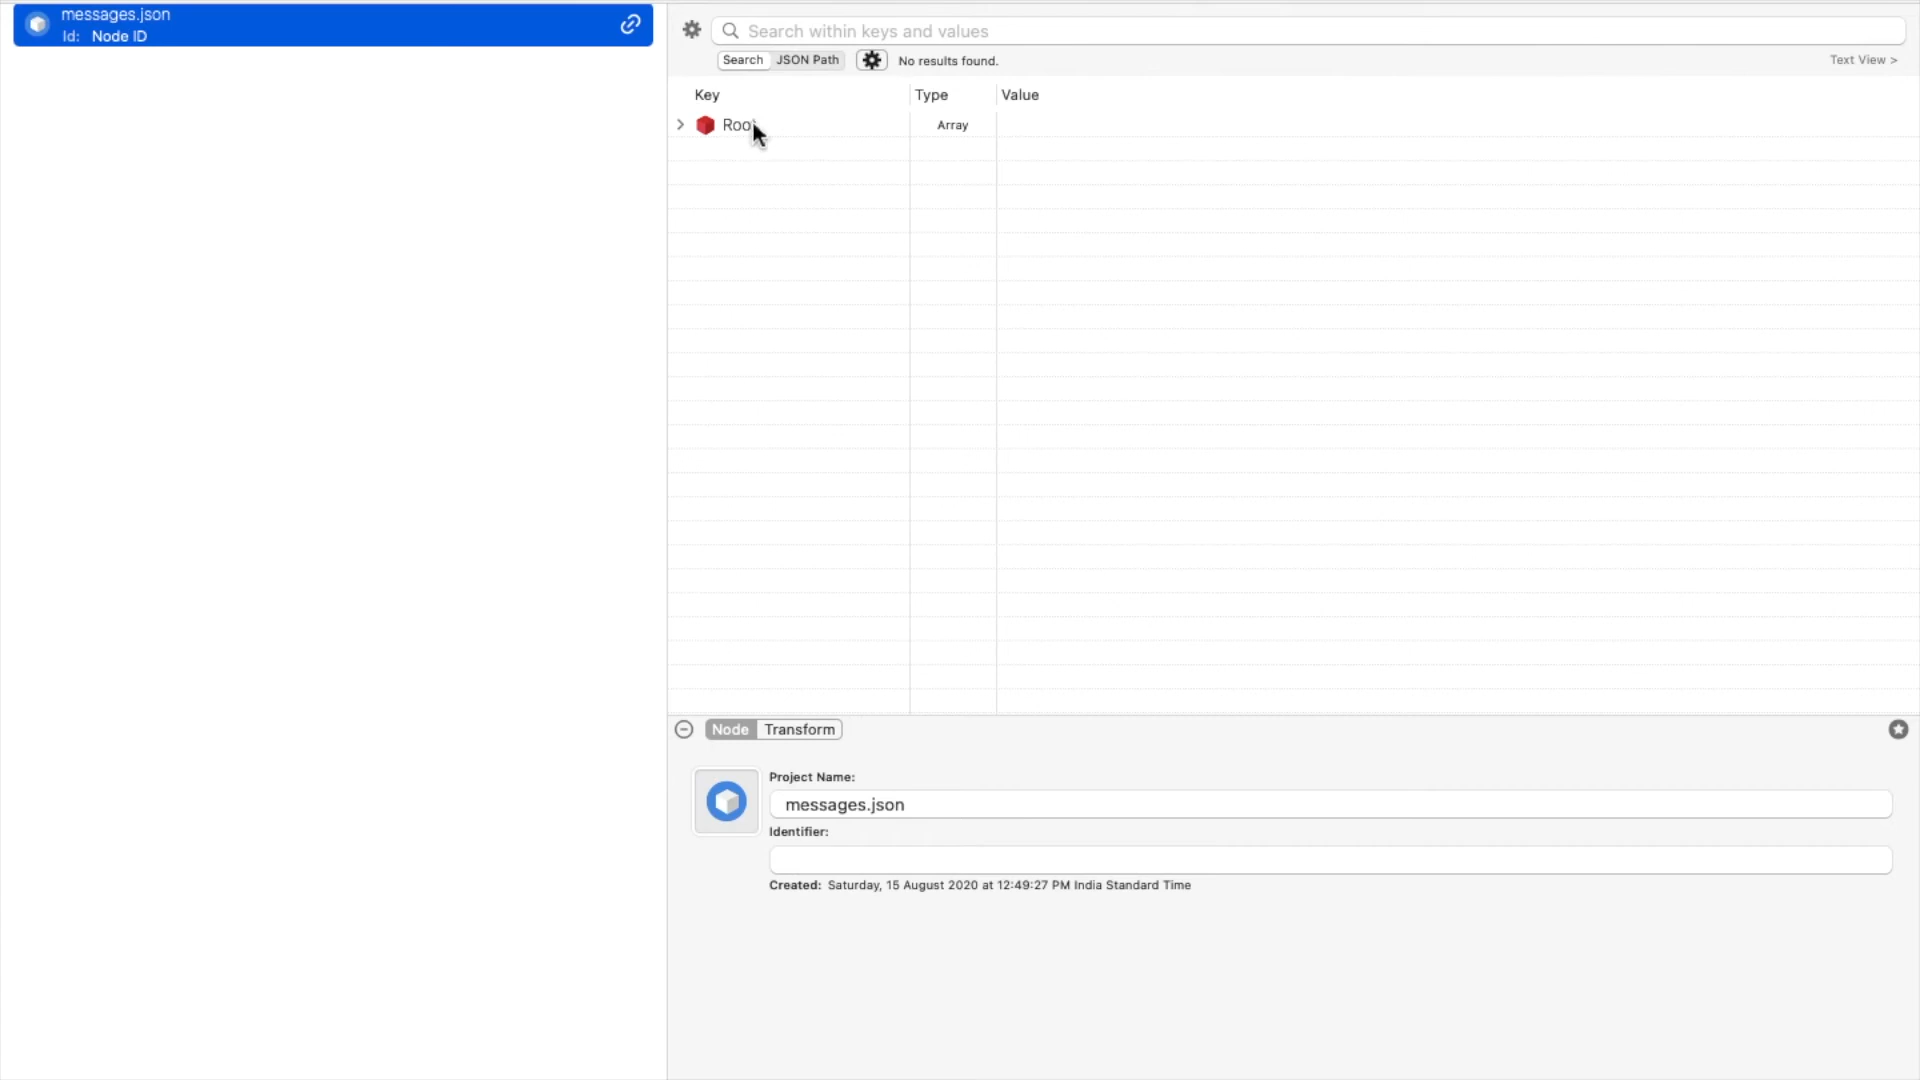 messages.json
Id: Node ID
Search within keys and values
Search JSON Path No results found. Text View >
Key Type Value
Root Array
Node Transform
Project Name:
messages.json
Identifier:
Created: Saturday, 15 August 2020 at 12:49:27 PM India Standard Time